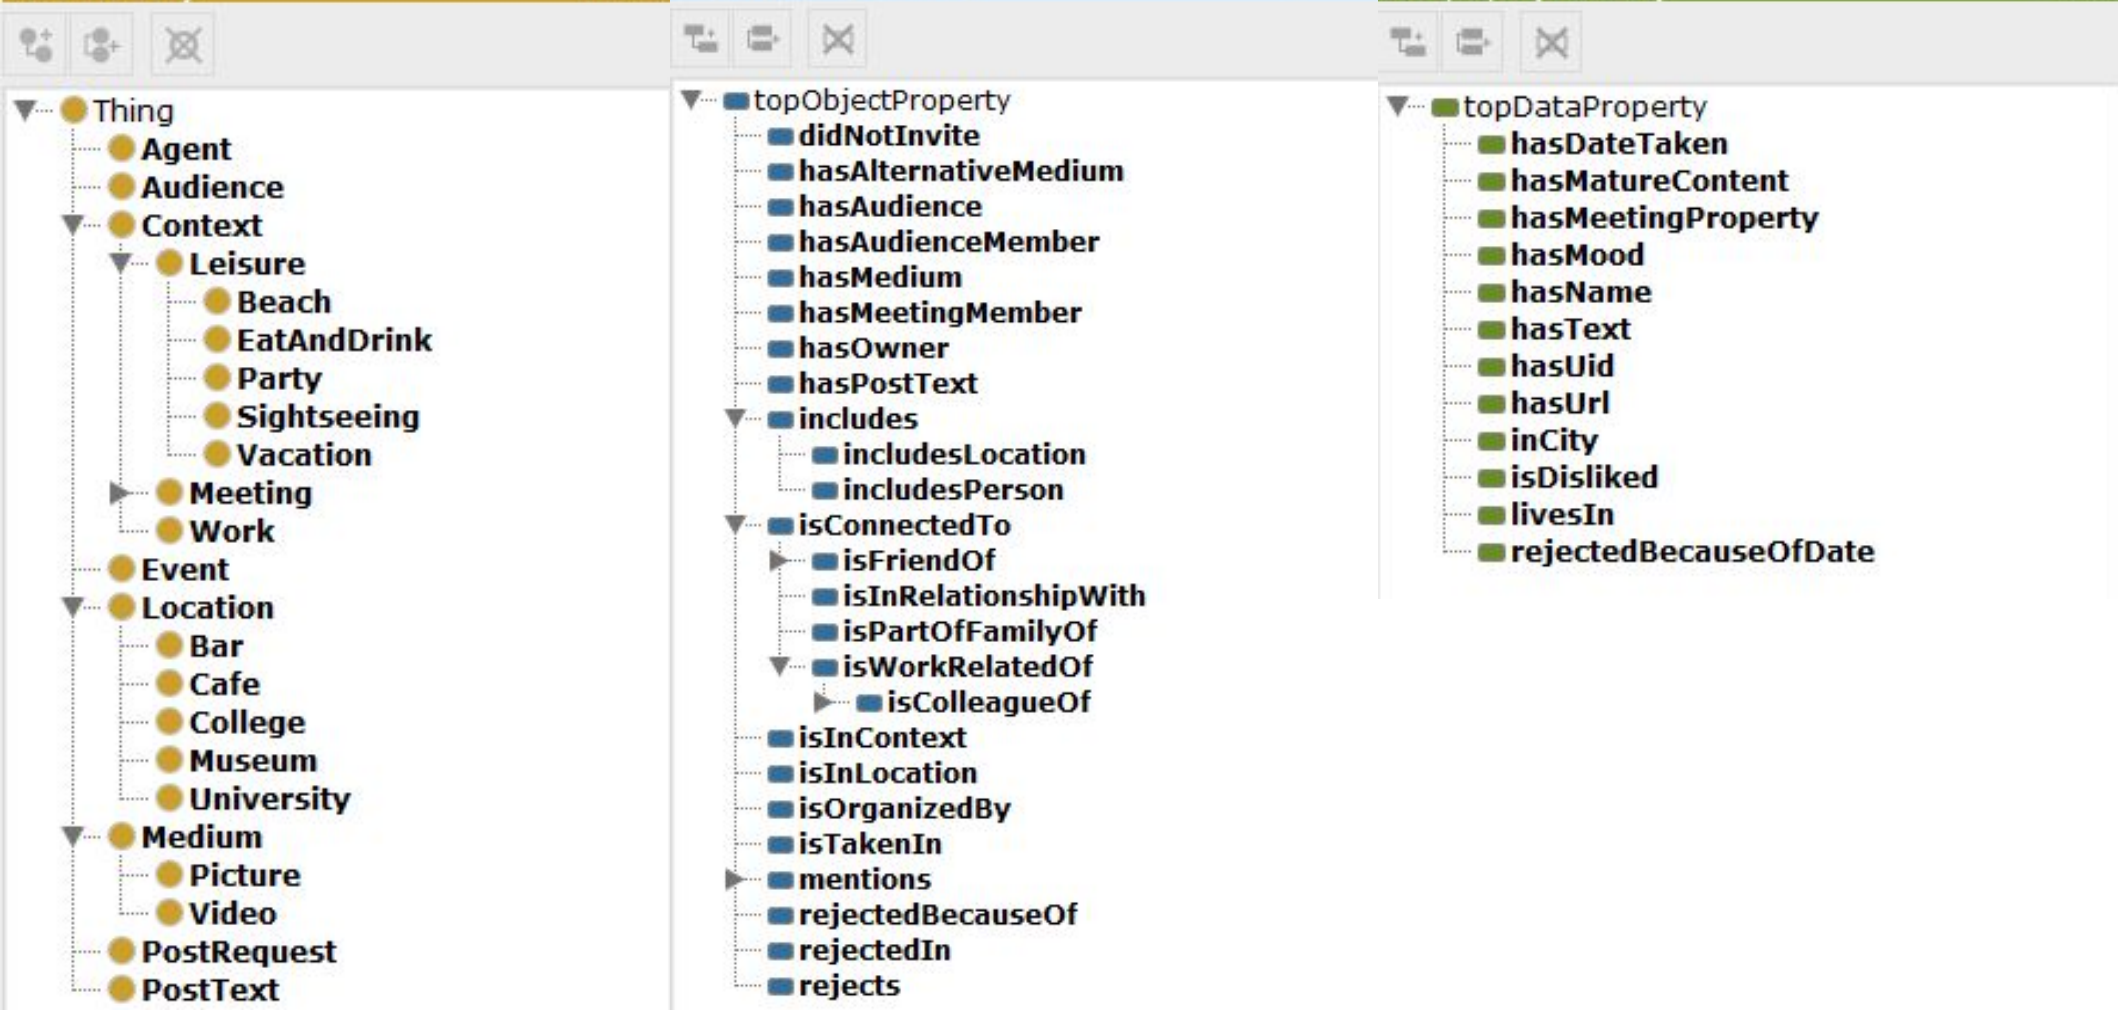 Thing
Agent
Audience
Context
Leisure
Beach
EatAndDrink
Party
Sightseeing
Vacation
Meeting
Work
Event
Location
Bar
Cafe
College
Museum
University
Medium
Picture
Video
PostRequest
PostText
topObjectProperty
didNotInvite
hasAlternativeMedium
hasAudience
hasAudienceMember
hasMedium
hasMeetingMember
hasOwner
hasPostText
includes
includesLocation
includesPerson
isConnectedTo
isFriendOf
isInRelationshipWith
isPartOfFamilyOf
isWorkRelatedOf
isColleagueOf
isInContext
isInLocation
isOrganizedBy
isTakenIn
mentions
rejectedBecauseOf
rejectedIn
rejects
topDataProperty
hasDateTaken
hasMatureContent
hasMeetingProperty
hasMood
hasName
hasText
hasUid
hasUrl
inCity
isDisliked
livesIn
rejectedBecauseOfDate